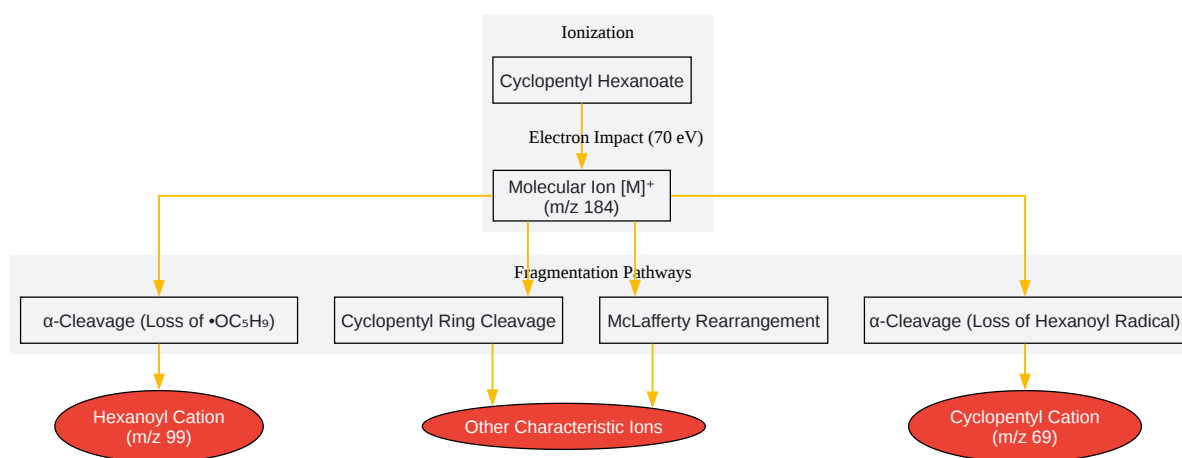 Ionization
Cyclopentyl Hexanoate
Electron Impact (70 eV)
Molecular Ion [M]⁺
(m/z 184)
Fragmentation Pathways
α-Cleavage (Loss of •OC₅H₉)
Cyclopentyl Ring Cleavage
McLafferty Rearrangement
α-Cleavage (Loss of Hexanoyl Radical)
Hexanoyl Cation
(m/z 99)
Other Characteristic Ions
Cyclopentyl Cation
(m/z 69)